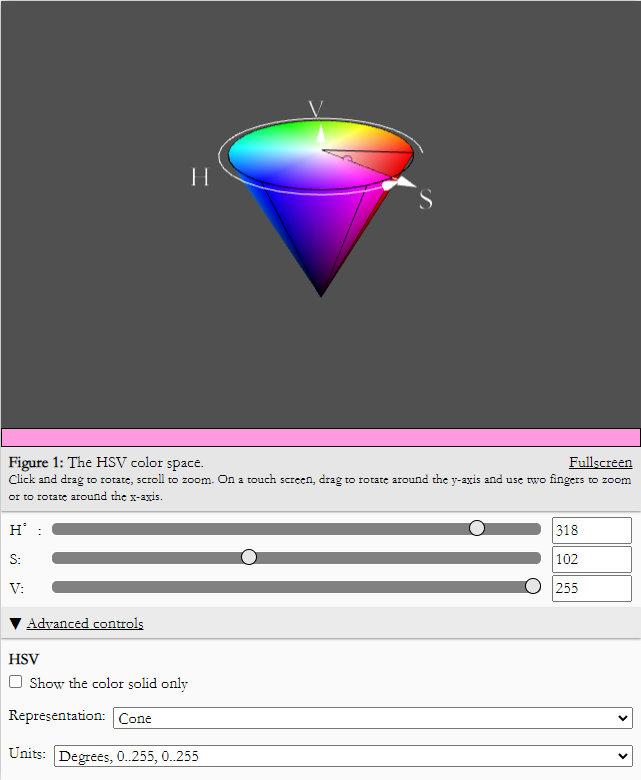 V
H
S
Figure 1: The HSV color space. Fullscreen
Click and drag to rotate, scroll to zoom. On a touch screen, drag to rotate around the y-axis and use two fingers to zoom
or to rotate around the x-axis.
H° : 318
S: 102
V: 255
▼ Advanced controls
HSV
Show the color solid only
Representation: Cone
Units: Degrees, 0..255, 0..255